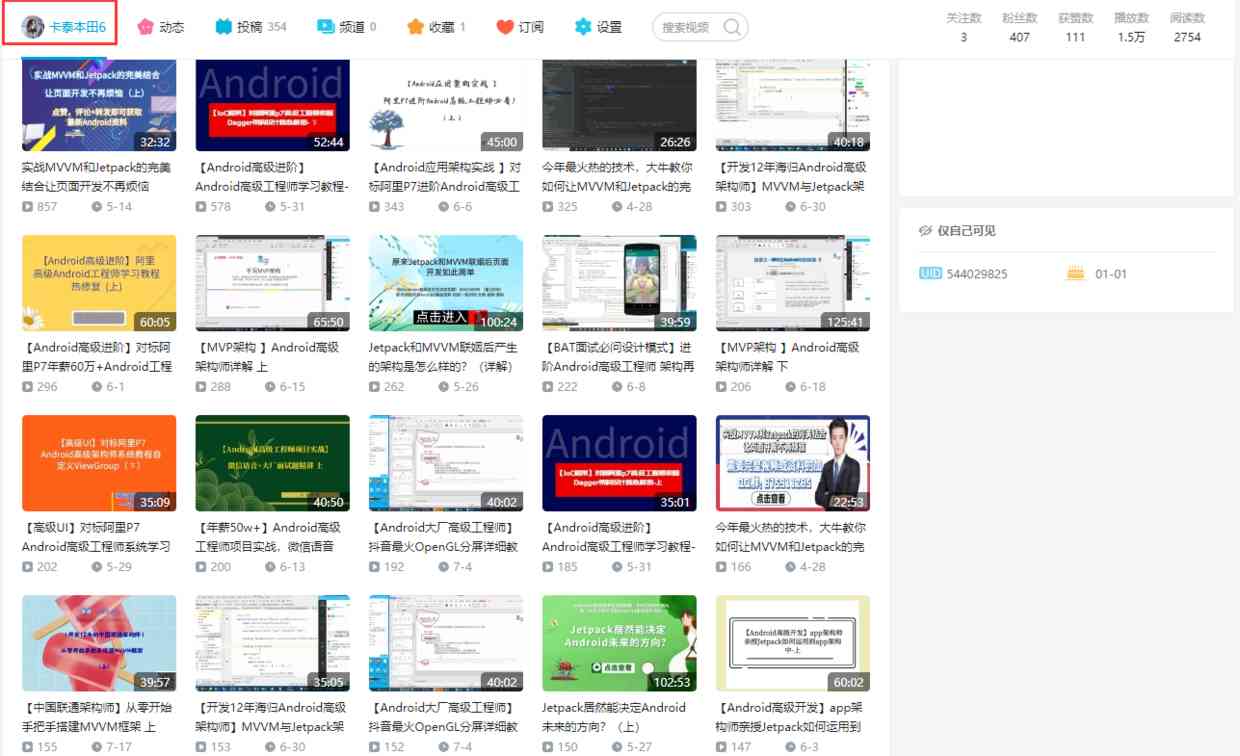 卡泰本田6
动态
投稿 354
频道 0
收藏 1
订阅
设置
搜索视频
关注数 粉丝数 获赞数 播放数 阅读数
3 407 111 1.5万 2754
实战MVVM和Jetpack的完美结合
让页面开发不再烦恼（上）
点赞，评论+转发即可获取
最新Android资料
32:32
Android
52:44
【Android应用架构实战 】对标
阿里P7进阶Android高级工程师必看！
（上）
45:00
26:26
40:18
实战MVVM和Jetpack的完美
结合让页面开发不再烦恼
857 5-14
【Android高级进阶】
Android高级工程师学习教程-
578 5-31
【Android应用架构实战 】对
标阿里P7进阶Android高级工
343 6-6
今年最火热的技术，大牛教你
如何让MVVM和Jetpack的完
325 4-28
【开发12年海归Android高级
架构师】MVVM与Jetpack架
303 6-30
仅自己可见
UID 544029825
01-01
【Android高级进阶】阿里
高级Android工程师学习教程
热修复（上）
60:05
65:50
原来Jetpack和MVVM联姻后页面
开发如此简单
点击进入
100:24
39:59
125:41
【Android高级进阶】对标阿
里P7年薪60万+Android工程
296 6-1
【MVP架构 】Android高级
架构师详解 上
288 6-15
Jetpack和MVVM联姻后产生
的架构是怎么样的？（详解）
262 5-26
【BAT面试必问设计模式】进
阶Android高级工程师 架构再
222 6-8
【MVP架构 】Android高级
架构师详解 下
206 6-18
【高级UI】对标阿里P7
Android高级架构师系统教程自
定义ViewGroup（1）
35:09
【Android高级工程师项目实战】
微信语音+大厂面试题精讲 上
40:50
40:02
Android
35:01
点击查看
22:53
【高级UI】对标阿里P7
Android高级工程师系统学习
202 5-29
【年薪50w+】Android高级
工程师项目实战，微信语音
200 6-13
【Android大厂高级工程师】
抖音最火OpenGL分屏详细教
192 7-4
【Android高级进阶】
Android高级工程师学习教程-
185 5-31
今年最火热的技术，大牛教你
如何让MVVM和Jetpack的完
166 4-28
39:57
35:05
40:02
Jetpack居然能决定
Android未来的方向？
点击查看
102:53
【Android高级开发】app架构师
亲授Jetpack如何运用到app架构
中-上
60:02
【中国联通架构师】从零开始
手把手搭建MVVM框架 上
155 7-17
【开发12年海归Android高级
架构师】MVVM与Jetpack架
153 6-30
【Android大厂高级工程师】
抖音最火OpenGL分屏详细教
152 7-4
Jetpack居然能决定Android
未来的方向？（上）
150 5-27
【Android高级开发】app架
构师亲授Jetpack如何运用到
147 6-3